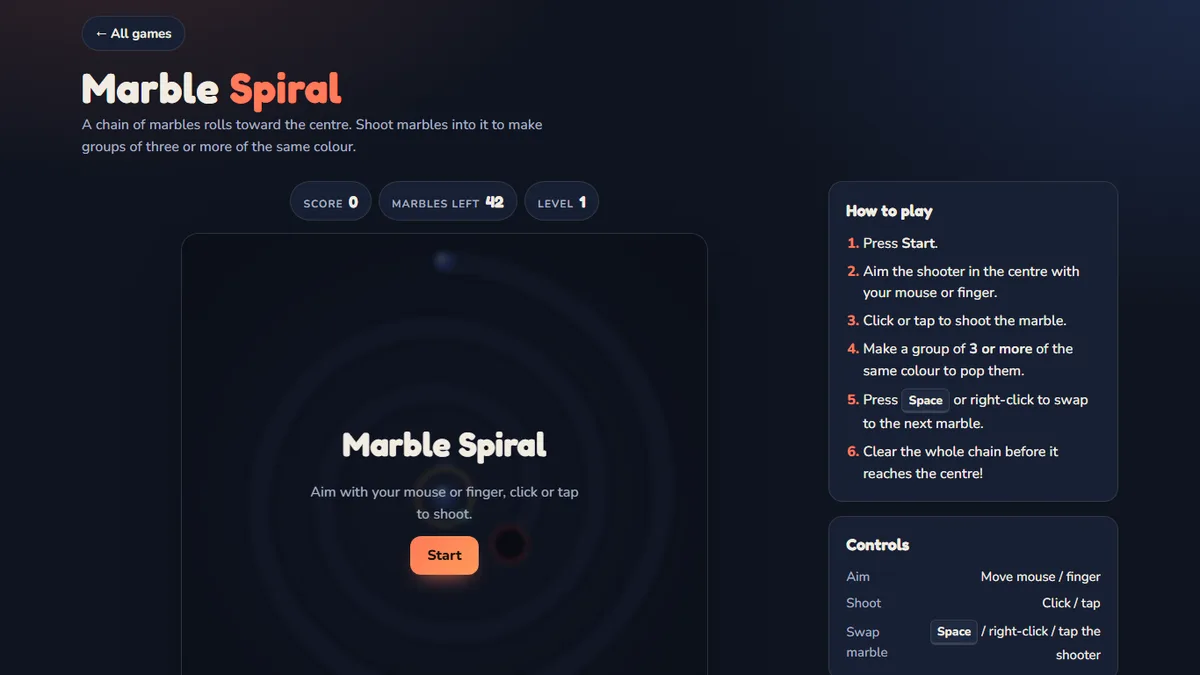 ← All games
Marble Spiral
A chain of marbles rolls toward the centre. Shoot marbles into it to make
groups of three or more of the same colour.
SCORE 0
MARBLES LEFT 42
LEVEL 1
Marble Spiral
Aim with your mouse or finger, click or tap
to shoot.
Start
How to play
1. Press Start.
2. Aim the shooter in the centre with
your mouse or finger.
3. Click or tap to shoot the marble.
4. Make a group of 3 or more of the
same colour to pop them.
5. Press Space or right-click to swap
to the next marble.
6. Clear the whole chain before it
reaches the centre!
Controls
Aim Move mouse / finger
Shoot Click / tap
Swap Space / right-click / tap the
marble shooter